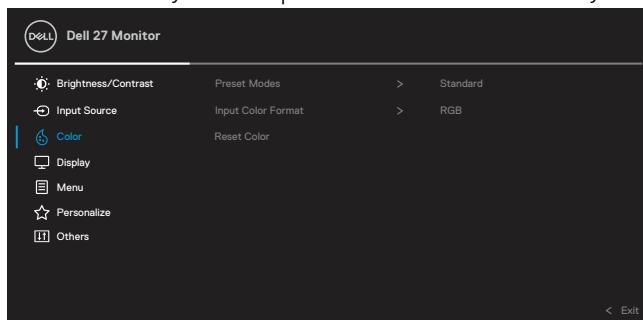 DELL Dell 27 Monitor
Brightness/Contrast Preset Modes > Standard
Input Source Input Color Format > RGB
Color Reset Color
Display
Menu
Personalize
Others
< Exit